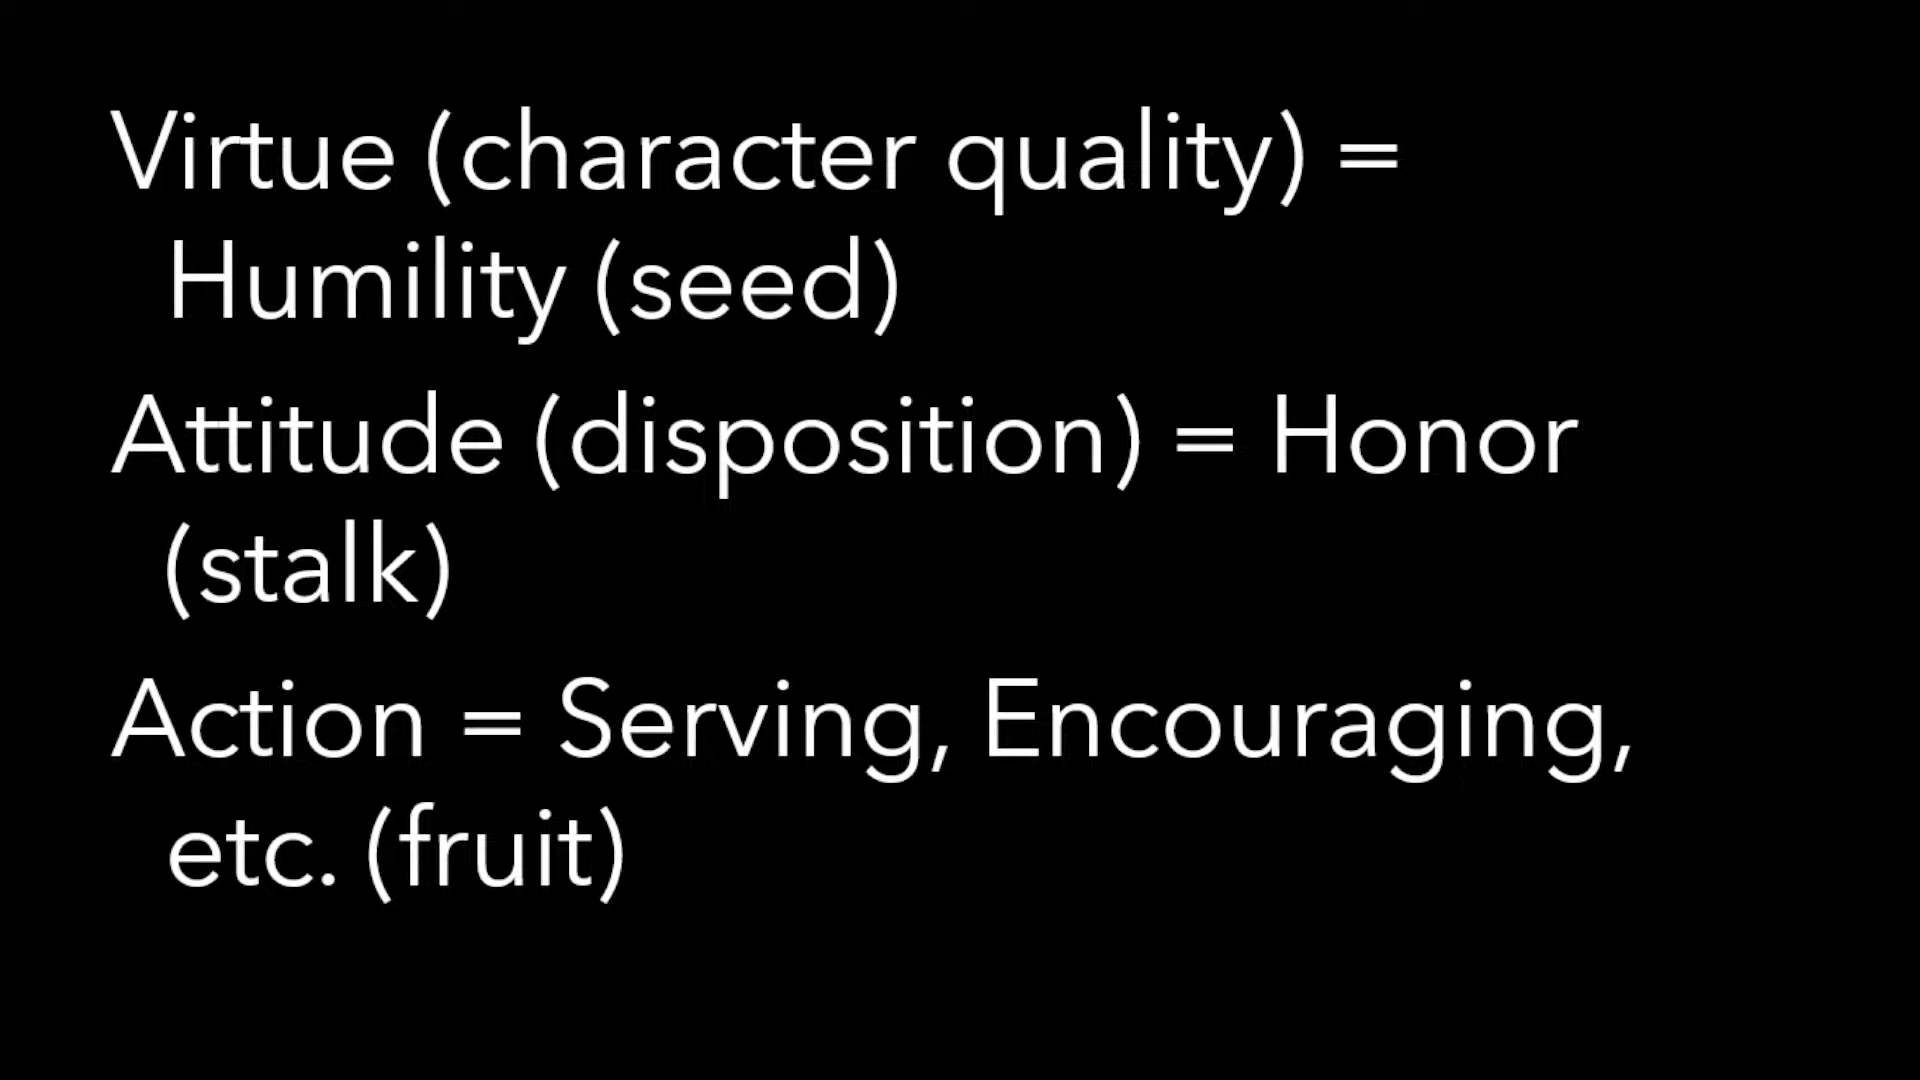 Virtue (character quality) =
Humility (seed)
Attitude (disposition) = Honor
(stalk)
Action = Serving, Encouraging,
etc. (fruit)